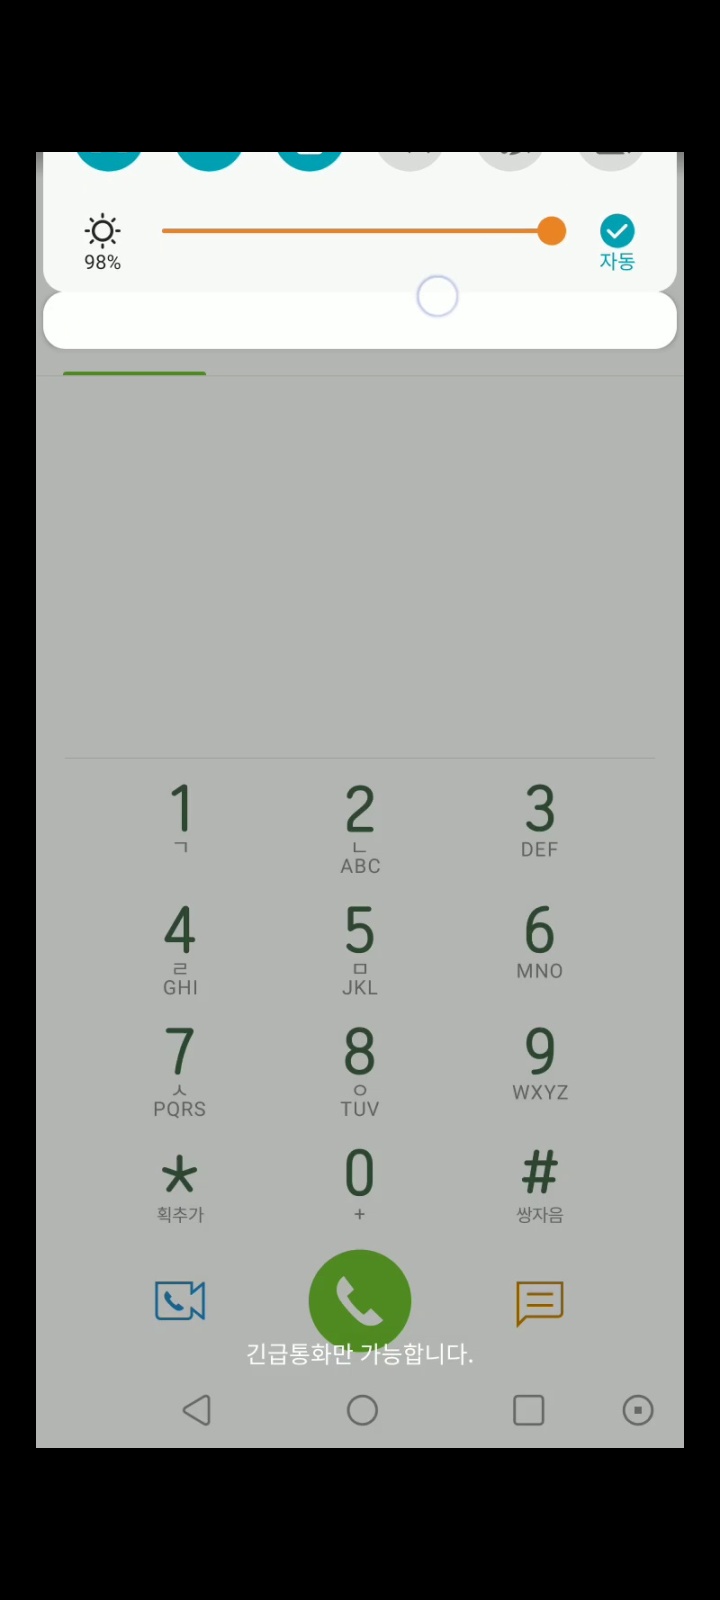 98%
자동
1 2 3
ㄱ ㄴ DEF
ABC
4 5 6
ㄹ ㅁ MNO
GHI JKL
7 8 9
ㅅ ㅇ WXYZ
PQRS TUV
* 0 #
획추가 + 쌍자음
긴급통화만 가능합니다.